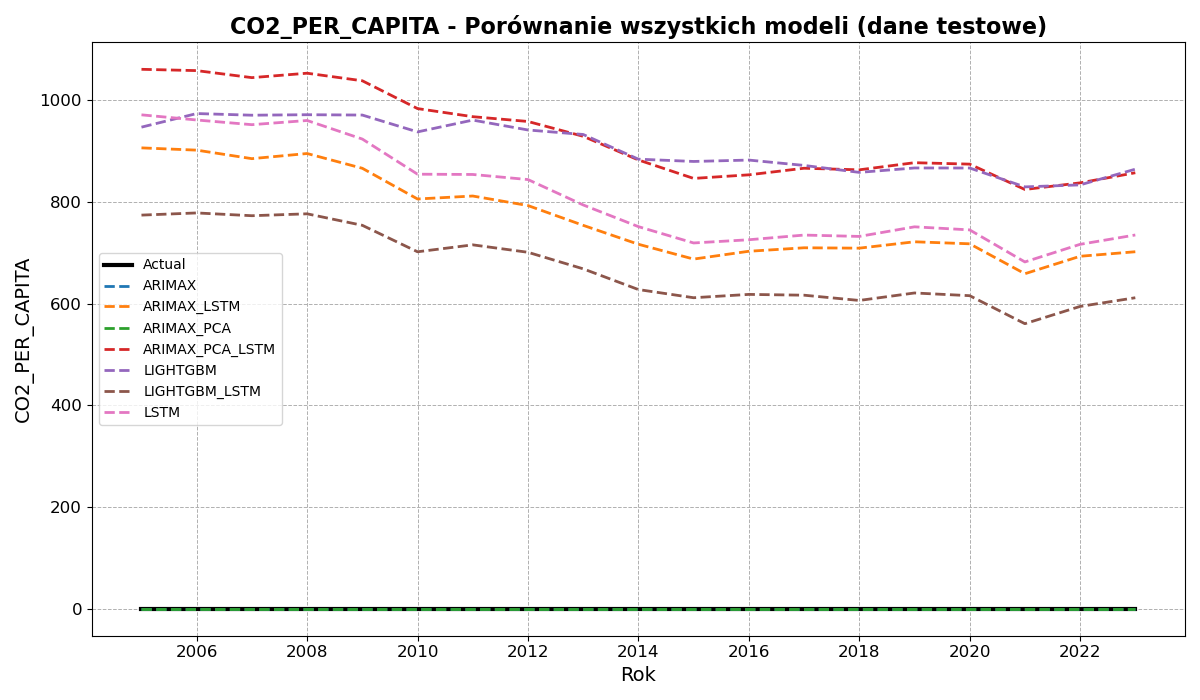 CO2_PER_CAPITA - Porównanie wszystkich modeli (dane testowe)
CO2_PER_CAPITA
1000
800
600
400
200
0
Actual
ARIMAX
ARIMAX_LSTM
ARIMAX_PCA
ARIMAX_PCA_LSTM
LIGHTGBM
LIGHTGBM_LSTM
LSTM
2006 2008 2010 2012 2014 2016 2018 2020 2022
Rok